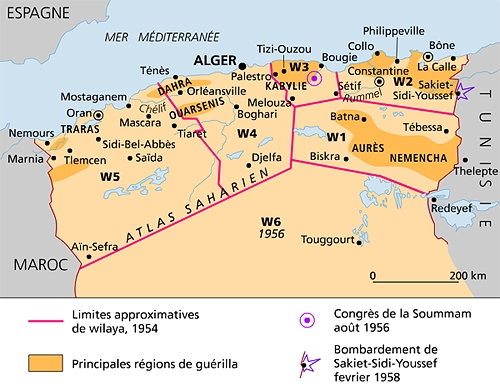 ESPAGNE
MER MÉDITERRANÉE
Philippeville
ALGER
Tizi-Ouzou
Bougie
Collo
Bône
Ténès
Palestro
W3
KABYLIE
Constantine
La Calle
W2
DAHRA
Orléansville
Sétif
Rummel
Sakiet-
Sidi-Youssef
Mostaganem
Oran
Chélif
OUARSENIS
Melouza
Boghari
TRARAS
Mascara
Tiaret
W4
Batna
W1
Tébessa
TUNISIE
Nemours
Sidi-Bel-Abbès
Marnia
Tlemcen
Saïda
Djelfa
Biskra
AURÈS
NEMENCHA
Thelepte
W5
ATLAS SAHARIEN
Redeyef
W6
1956
Touggourt
Aïn-Sefra
MAROC
0
200 km
Limites approximatives
de wilaya, 1954
Congrès de la Soummam
août 1956
Principales régions de guérilla
Bombardement de
Sakiet-Sidi-Youssef
fevrier 1958